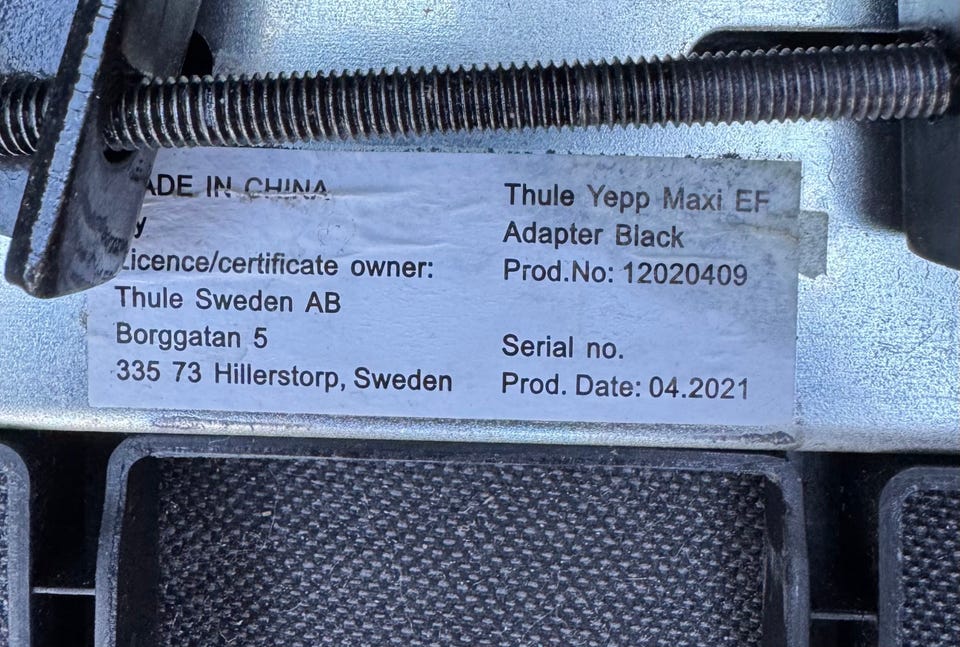 ADE IN CHINA
y
Licence/certificate owner:
Thule Sweden AB
Borggatan 5
335 73 Hillerstorp, Sweden
Thule Yepp Maxi EF
Adapter Black
Prod.No: 12020409
Serial no.
Prod. Date: 04.2021